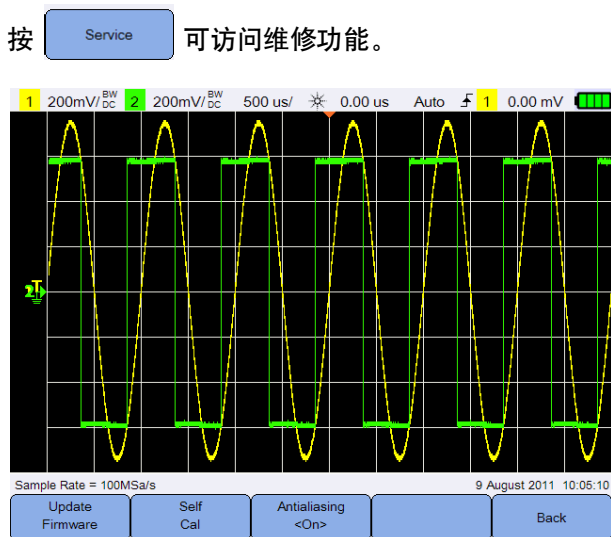 按 Service 可访问维修功能。
1 200mV/ BW DC 2 200mV/ BW DC 500 us/ 0.00 us Auto 1 0.00 mV
T
2
Sample Rate = 100MSa/s 9 August 2011 10:05:10
Update Firmware Self Cal Antialiasing <On> Back